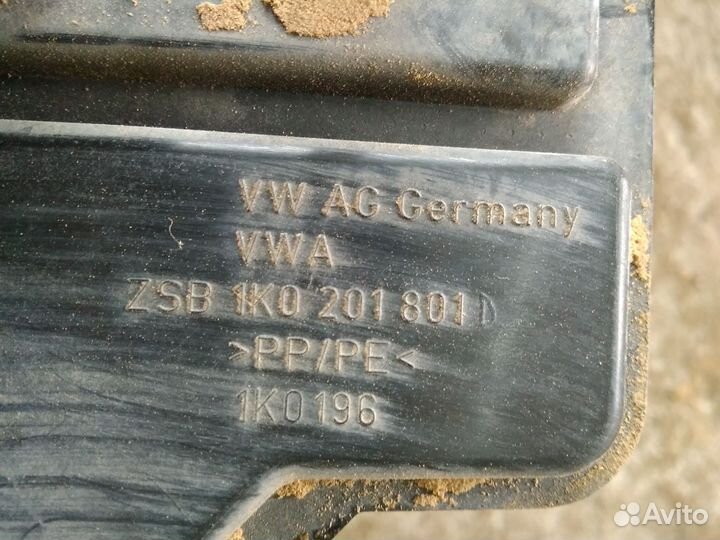 VW AG Germany
VWA
ZSB 1K0 201 801 D
>PP/PE<
1K0196
Avito